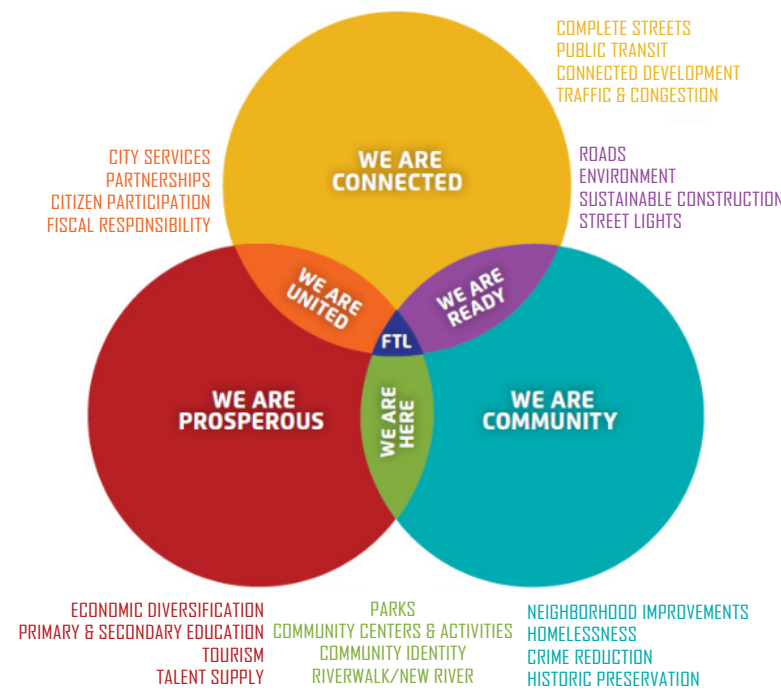 COMPLETE STREETS
PUBLIC TRANSIT
CONNECTED DEVELOPMENT
TRAFFIC & CONGESTION
CITY SERVICES
PARTNERSHIPS
CITIZEN PARTICIPATION
FISCAL RESPONSIBILITY
WE ARE
CONNECTED
ROADS
ENVIRONMENT
SUSTAINABLE CONSTRUCTION
STREET LIGHTS
WE ARE
UNITED
WE ARE
READY
FTL
WE ARE
PROSPEROUS
WE ARE
HERE
WE ARE
COMMUNITY
ECONOMIC DIVERSIFICATION
PRIMARY & SECONDARY EDUCATION
TOURISM
TALENT SUPPLY
PARKS
COMMUNITY CENTERS & ACTIVITIES
COMMUNITY IDENTITY
RIVERWALK/NEW RIVER
NEIGHBORHOOD IMPROVEMENTS
HOMELESSNESS
CRIME REDUCTION
HISTORIC PRESERVATION